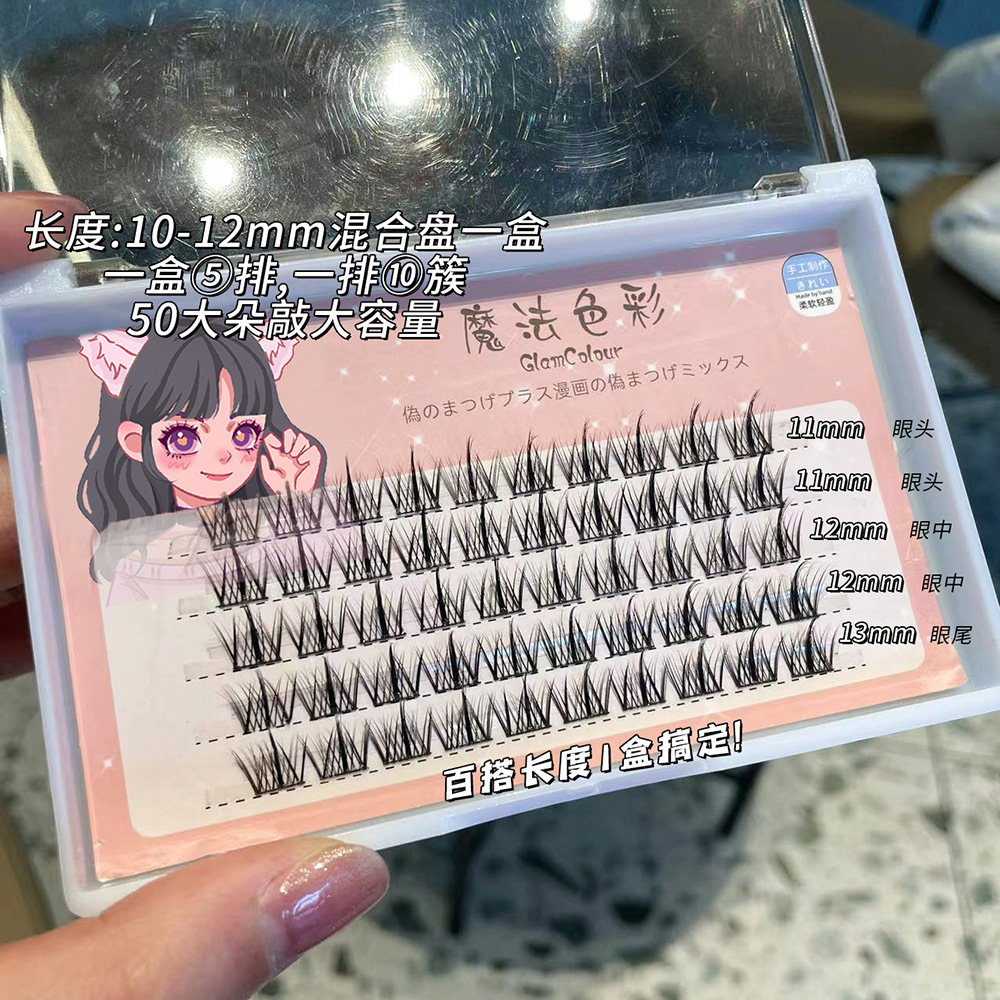 长度:10-12mm混合盘一盒
一盒⑤排,一排⑩簇
50大朵敲大容量
手工制作
きれい
Made by hand
柔软轻盈
魔法色彩
GlamColour
偽のまつげプラス漫画の偽まつげミックス
11mm 眼头
11mm 眼头
12mm 眼中
12mm 眼中
13mm 眼尾
百搭长度1盒搞定!